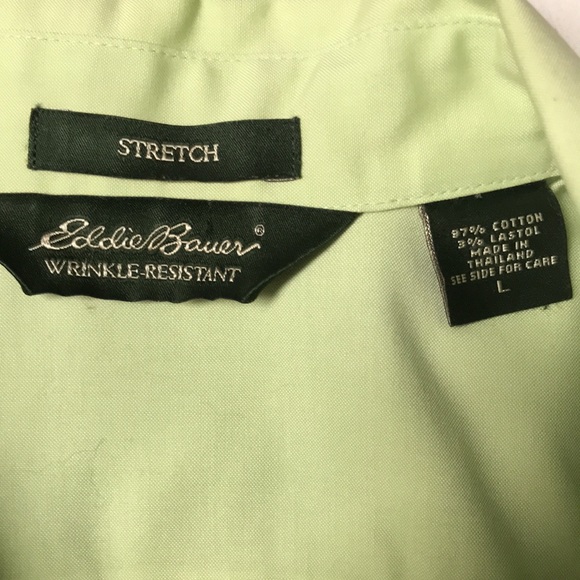 STRETCH
Eddie Bauer®
WRINKLE-RESISTANT
97% COTTON
3% LASTOL
MADE IN
THAILAND
SEE SIDE FOR CARE
L